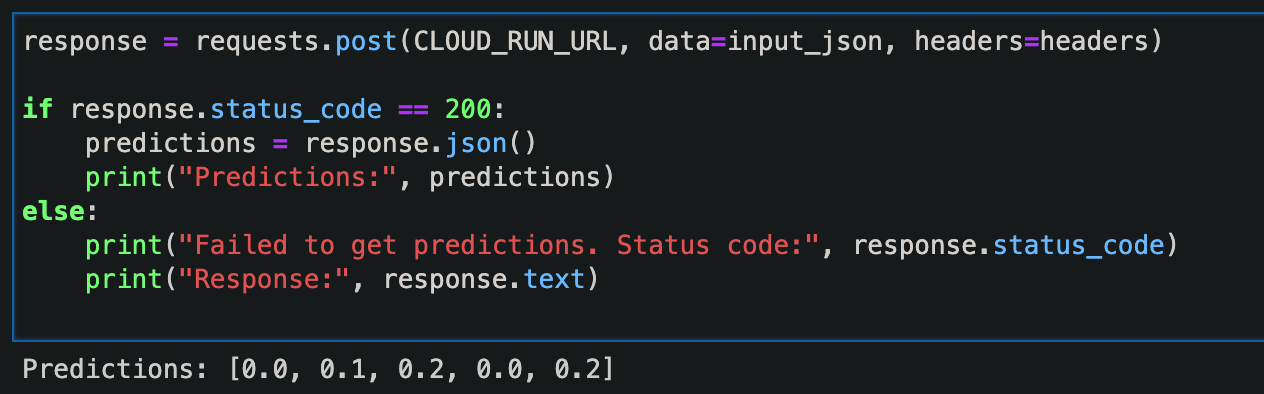 response = requests.post(CLOUD_RUN_URL, data=input_json, headers=headers)
if response.status_code == 200:
    predictions = response.json()
    print("Predictions:", predictions)
else:
    print("Failed to get predictions. Status code:", response.status_code)
    print("Response:", response.text)
Predictions: [0.0, 0.1, 0.2, 0.0, 0.2]